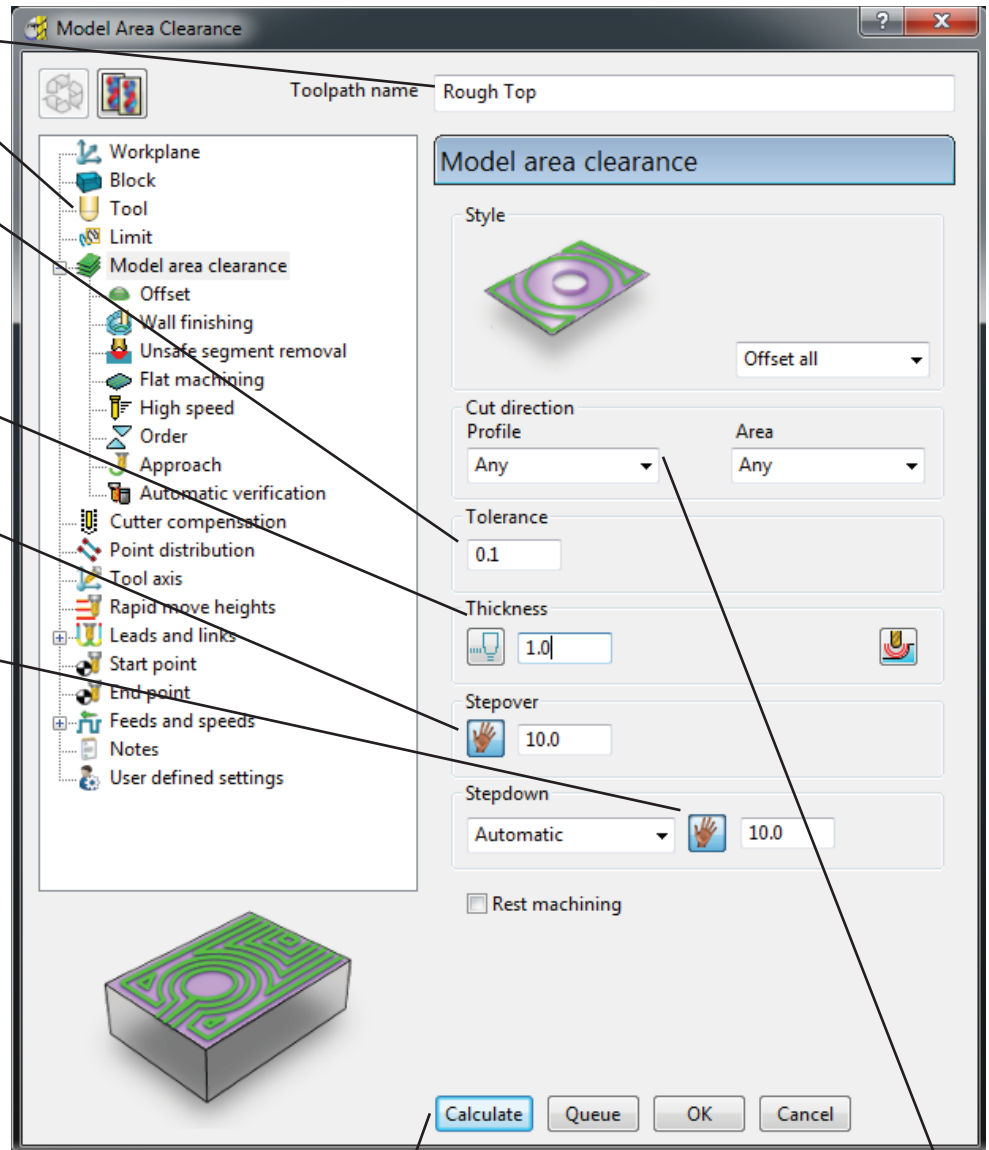 Model Area Clearance
?
X
Toolpath name
Rough Top
Workplane
Block
Tool
Limit
Model area clearance
Offset
Wall finishing
Unsafe segment removal
Flat machining
High speed
Order
Approach
Automatic verification
Cutter compensation
Point distribution
Tool axis
Rapid move heights
Leads and links
Start point
End point
Feeds and speeds
Notes
User defined settings
Model area clearance
Style
Offset all
Cut direction
Profile Area
Any Any
Tolerance
0.1
Thickness
1.0
Stepover
10.0
Stepdown
Automatic 10.0
Rest machining
Calculate Queue OK Cancel